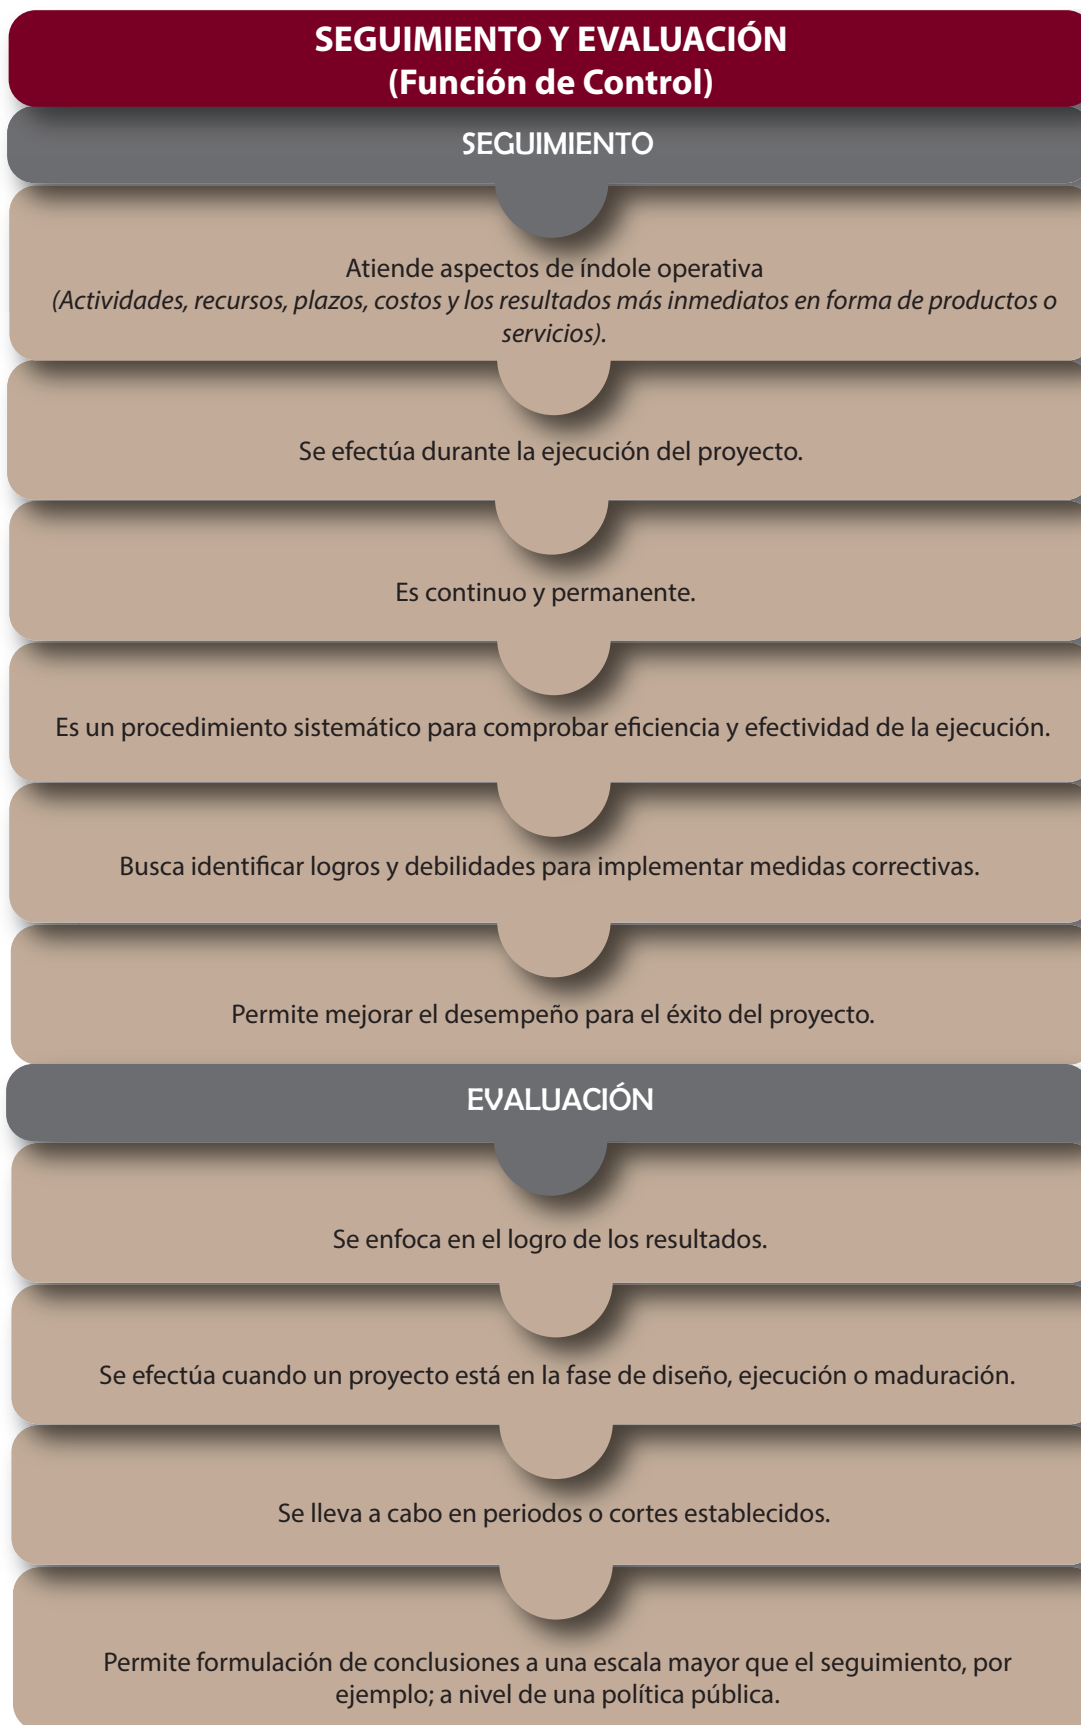 SEGUIMIENTO Y EVALUACIÓN
(Función de Control)
SEGUIMIENTO
Atiende aspectos de índole operativa
(Actividades, recursos, plazos, costos y los resultados más inmediatos en forma de productos o
servicios).
Se efectúa durante la ejecución del proyecto.
Es continuo y permanente.
Es un procedimiento sistemático para comprobar eficiencia y efectividad de la ejecución.
Busca identificar logros y debilidades para implementar medidas correctivas.
Permite mejorar el desempeño para el éxito del proyecto.
EVALUACIÓN
Se enfoca en el logro de los resultados.
Se efectúa cuando un proyecto está en la fase de diseño, ejecución o maduración.
Se lleva a cabo en periodos o cortes establecidos.
Permite formulación de conclusiones a una escala mayor que el seguimiento, por
ejemplo; a nivel de una política pública.